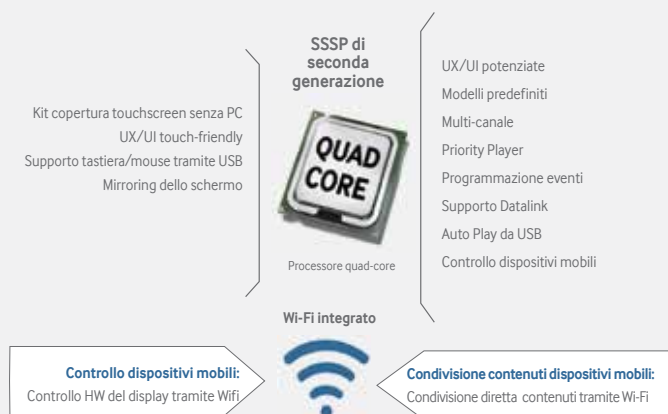 SSSP di
seconda
generazione
Kit copertura touchscreen senza PC
UX/UI touch-friendly
Supporto tastiera/mouse tramite USB
Mirroring dello schermo
QUAD
CORE
Processore quad-core
UX/UI potenziate
Modelli predefiniti
Multi-canale
Priority Player
Programmazione eventi
Supporto Datalink
Auto Play da USB
Controllo dispositivi mobili
Wi-Fi integrato
Controllo dispositivi mobili:
Controllo HW del display tramite Wifi
Condivisione contenuti dispositivi mobili:
Condivisione diretta contenuti tramite Wi-Fi